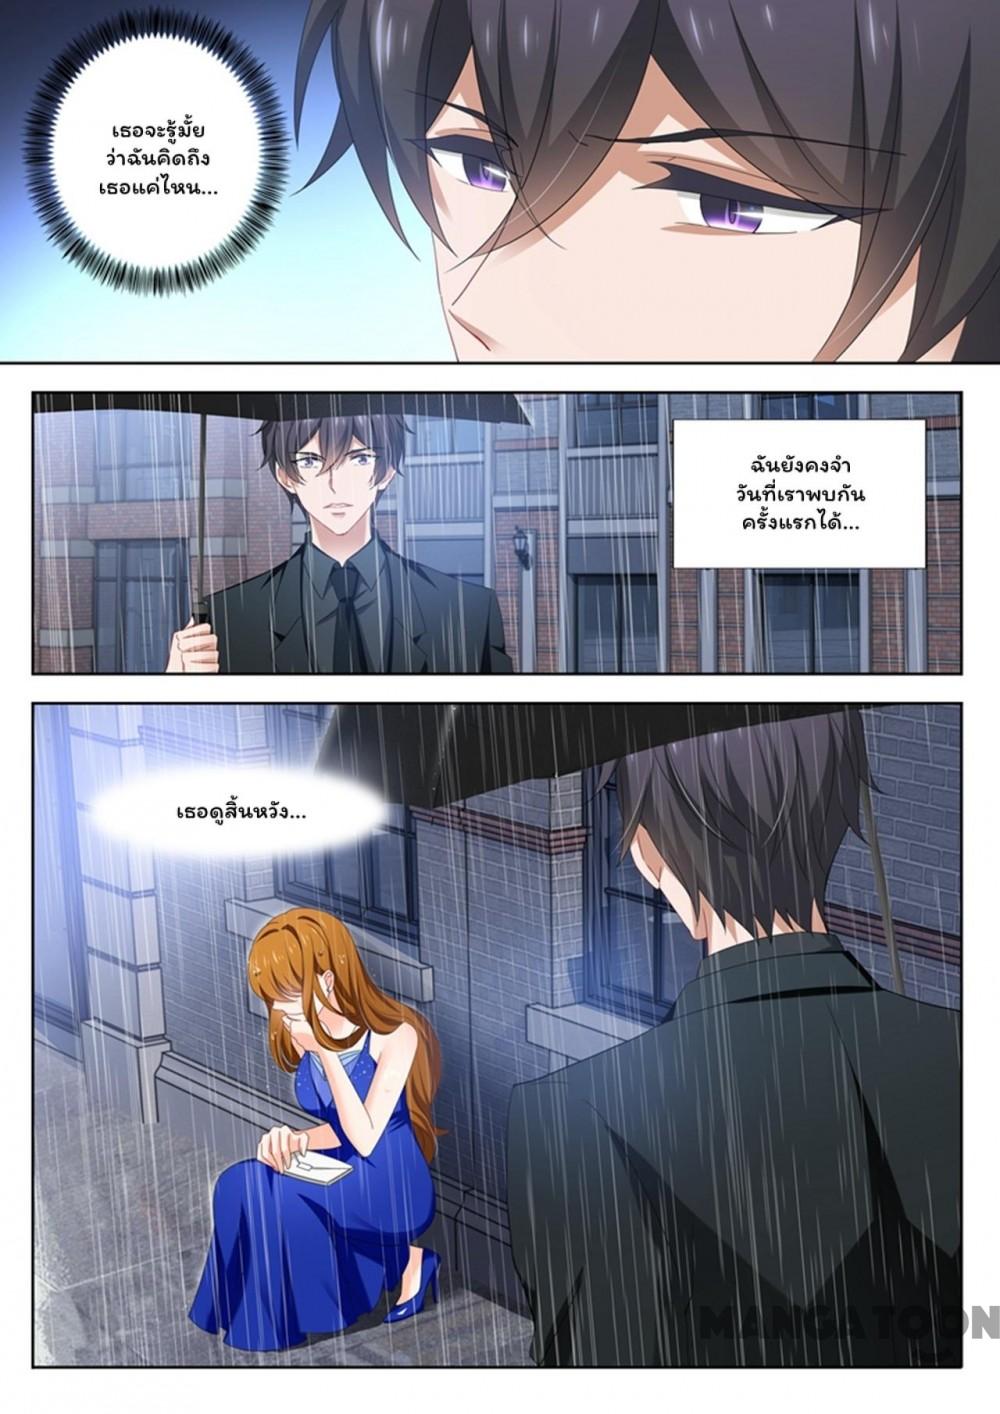 เธอจะรู้มั้ย
ว่าฉันคิดถึง
เธอแค่ไหน...
ฉันยังคงจำ
วันที่เราพบกัน
ครั้งแรกได้...
เธอดูสิ้นหวัง...
MANGATOON